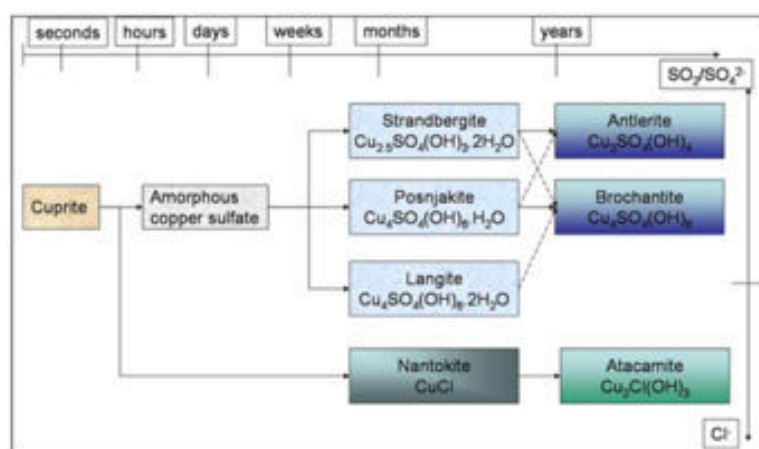 seconds hours days weeks months years
SO₂/SO₄²⁻
Strandbergite
Cu₂.₅SO₄(OH)₃ 2H₂O
Antlerite
Cu₃SO₄(OH)₄
Cuprite
Amorphous
copper sulfate
Posnjakite
Cu₄SO₄(OH)₆ H₂O
Brochantite
Cu₄SO₄(OH)₆
Langite
Cu₄SO₄(OH)₆ 2H₂O
Nantokite
CuCl
Atacamite
Cu₂Cl(OH)₃
Cl⁻